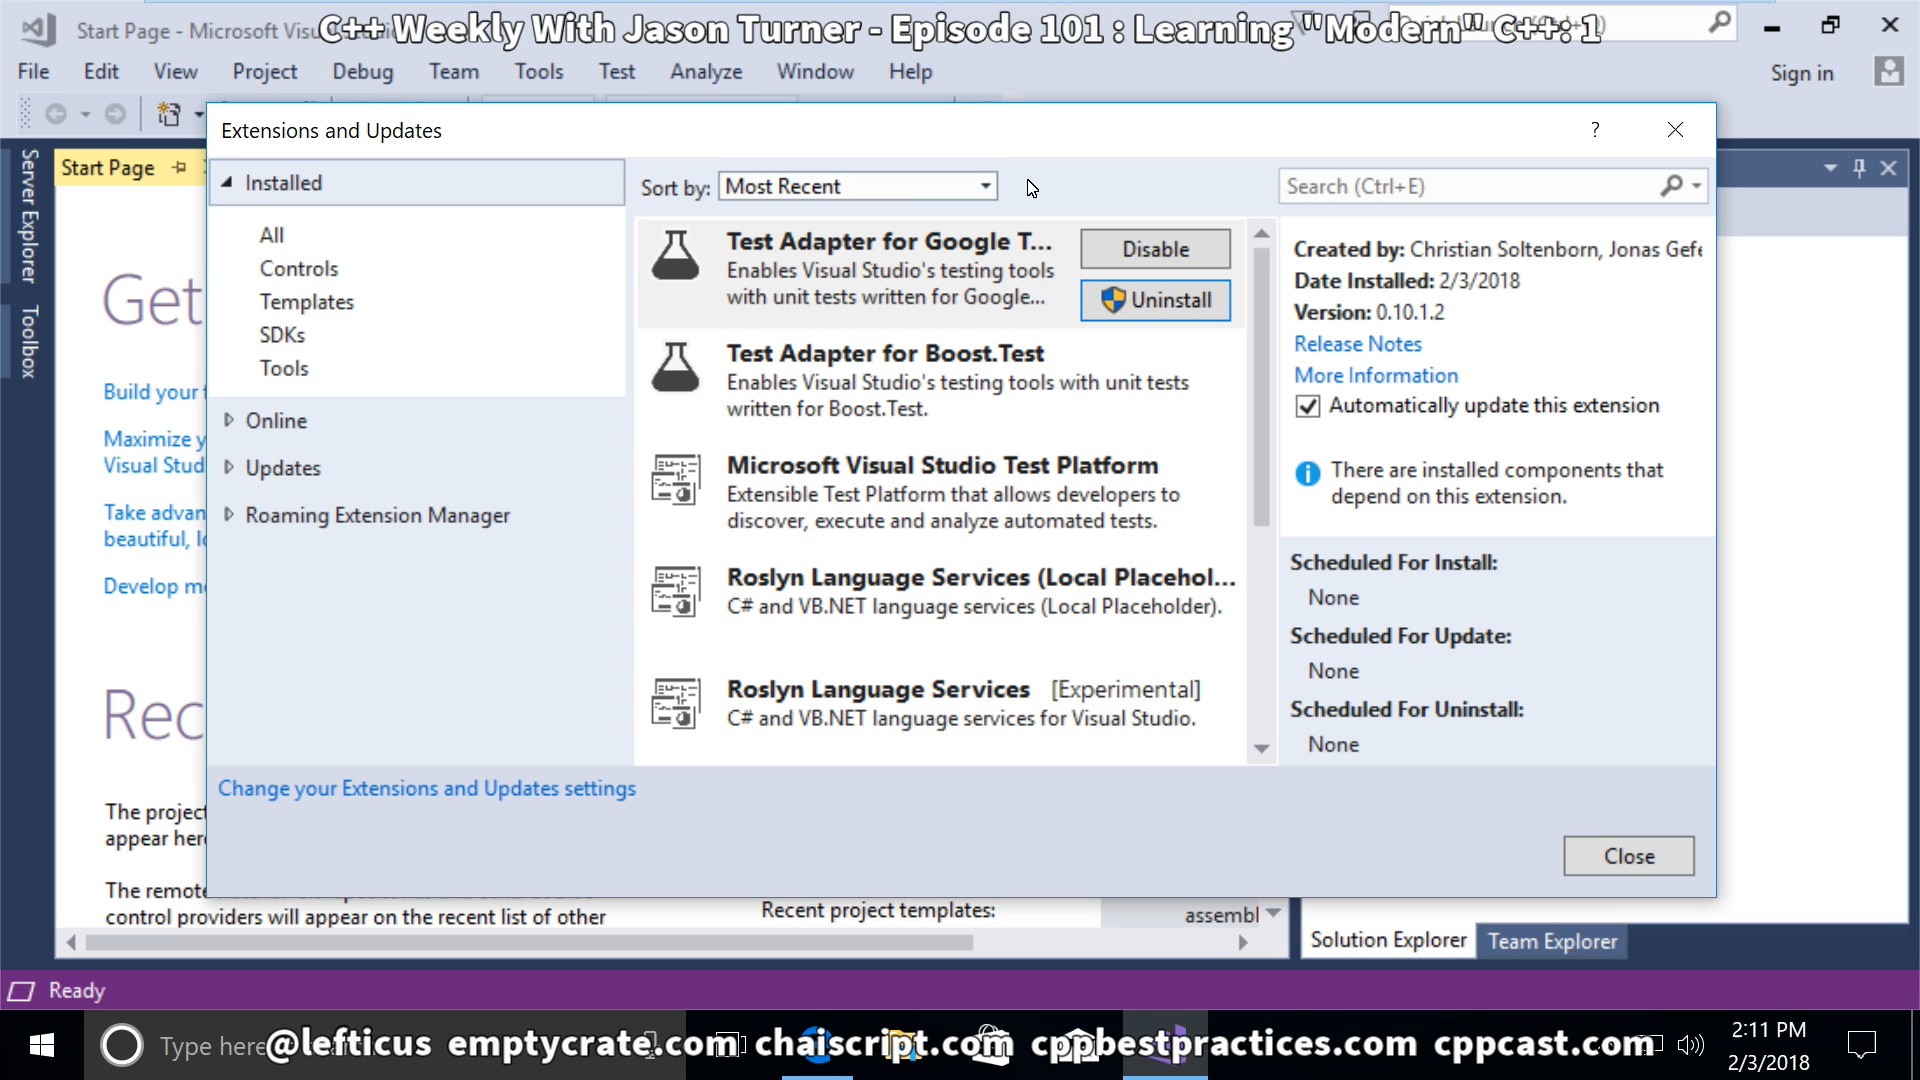 C++ Weekly With Jason Turner - Episode 101 : Learning "Modern" C++: 1
Start Page - Microsoft Visu
File Edit View Project Debug Team Tools Test Analyze Window Help
Sign in
Extensions and Updates
?
Server Explorer
Toolbox
Start Page
Installed
All
Controls
Templates
SDKs
Tools
Online
Updates
Roaming Extension Manager
Sort by: Most Recent
Search (Ctrl+E)
Test Adapter for Google T...
Enables Visual Studio's testing tools
with unit tests written for Google...
Disable
Uninstall
Test Adapter for Boost.Test
Enables Visual Studio's testing tools with unit tests
written for Boost.Test.
Microsoft Visual Studio Test Platform
Extensible Test Platform that allows developers to
discover, execute and analyze automated tests.
Roslyn Language Services (Local Placehol...
C# and VB.NET language services (Local Placeholder).
Roslyn Language Services [Experimental]
C# and VB.NET language services for Visual Studio.
Created by: Christian Soltenborn, Jonas Gefe
Date Installed: 2/3/2018
Version: 0.10.1.2
Release Notes
More Information
Automatically update this extension
There are installed components that
depend on this extension.
Scheduled For Install:
None
Scheduled For Update:
None
Scheduled For Uninstall:
None
Change your Extensions and Updates settings
Close
Get
Build your
Maximize y
Visual Stud
Take advan
beautiful, lo
Develop mo
Rec
The project
appear here
The remote
control providers will appear on the recent list of other
Recent project templates:
assembl
Solution Explorer Team Explorer
Ready
Type here
@lefticus emptycrate.com chaiscript.com cppbestpractices.com cppcast.com
2:11 PM
2/3/2018